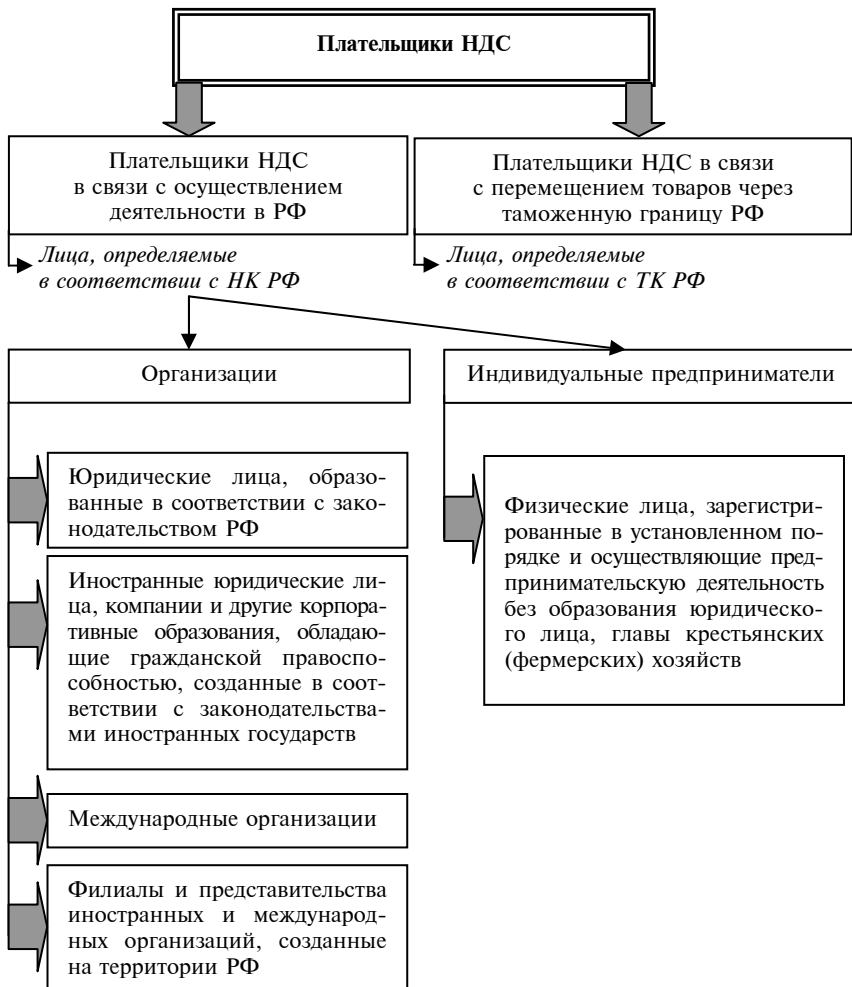 Плательщики НДС
Плательщики НДС
в связи с осуществлением
деятельности в РФ
Плательщики НДС в связи
с перемещением товаров через
таможенную границу РФ
Лица, определяемые
в соответствии с НК РФ
Лица, определяемые
в соответствии с ТК РФ
Организации
Индивидуальные предприниматели
Юридические лица, образо-
ванные в соответствии с зако-
нодательством РФ
Иностранные юридические ли-
ца, компании и другие корпора-
тивные образования, обладаю-
щие гражданской правоспо-
собностью, созданные в соот-
ветствии с законодательства-
ми иностранных государств
Международные организации
Филиалы и представительства
иностранных и международ-
ных организаций, созданные
на территории РФ
Физические лица, зарегистри-
рованные в установленном по-
рядке и осуществляющие пред-
принимательскую деятельность
без образования юридическо-
го лица, главы крестьянских
(фермерских) хозяйств